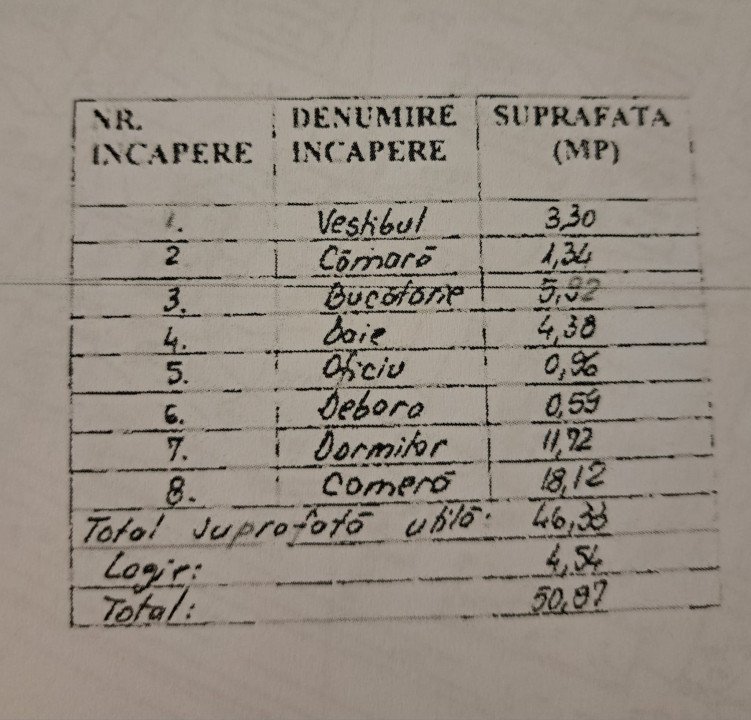 NR. DENUMIRE SUPRAFATA
INCAPERE INCAPERE (MP)
1. Vestibul 3,30
2 Cămară 1,34
3. Bucătărie 5,92
4. Baie 4,38
5. Oficiu 0,96
6. Debara 0,59
7. Dormitor 11,72
8. Cameră 18,12
Total suprafață utilă: 46,33
Logie: 4,54
Total: 50,87